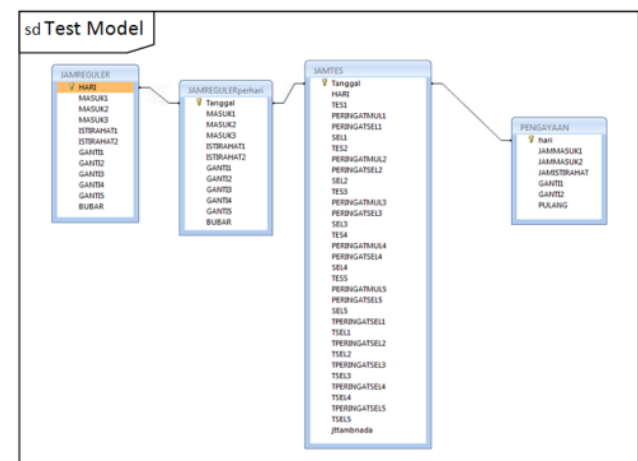 sd Test Model
JAMREGULER
HARI
MASUK1
MASUK2
MASUK3
ISTIRAHAT1
ISTIRAHAT2
GANTI1
GANTI2
GANTI3
GANTI4
GANTI5
BUBAR
JAMREGULERperhari
Tanggal
MASUK1
MASUK2
MASUK3
ISTIRAHAT1
ISTIRAHAT2
GANTI1
GANTI2
GANTI3
GANTI4
GANTI5
BUBAR
JAMTES
Tanggal
HARI
TES1
PERINGATMUL1
PERINGATSEL1
SEL1
TES2
PERINGATMUL2
PERINGATSEL2
SEL2
TES3
PERINGATMUL3
PERINGATSEL3
SEL3
TES4
PERINGATMUL4
PERINGATSEL4
SEL4
TES5
PERINGATMUL5
PERINGATSEL5
SEL5
TPERINGATSEL1
TSEL1
TPERINGATSEL2
TSEL2
TPERINGATSEL3
TSEL3
TPERINGATSEL4
TSEL4
TPERINGATSEL5
TSEL5
jttambnada
PENGAYAAN
hari
JAMMASUK1
JAMMASUK2
JAMISTIRAHAT
GANTI1
GANTI2
PULANG